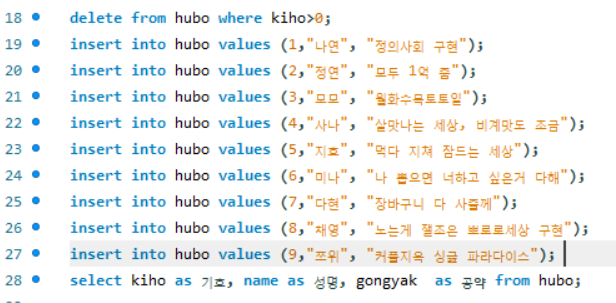 18 delete from hubo where kiho>0;
19 insert into hubo values (1,"나연", "정의사회 구현");
20 insert into hubo values (2,"정연", "모두 1억 줌");
21 insert into hubo values (3,"모모", "월화수목토토일");
22 insert into hubo values (4,"사나", "살맛나는 세상, 비계맛도 조금");
23 insert into hubo values (5,"지효", "먹다 지쳐 잠드는 세상");
24 insert into hubo values (6,"미나", "나 뽑으면 너하고 싶은거 다해");
25 insert into hubo values (7,"다현", "장바구니 다 사줄께");
26 insert into hubo values (8,"채영", "노는게 젤조은 뽀로로세상 구현");
27 insert into hubo values (9,"쯔위", "커플지옥 싱글 파라다이스");
28 select kiho as 기호, name as 성명, gongyak as 공약 from hubo;